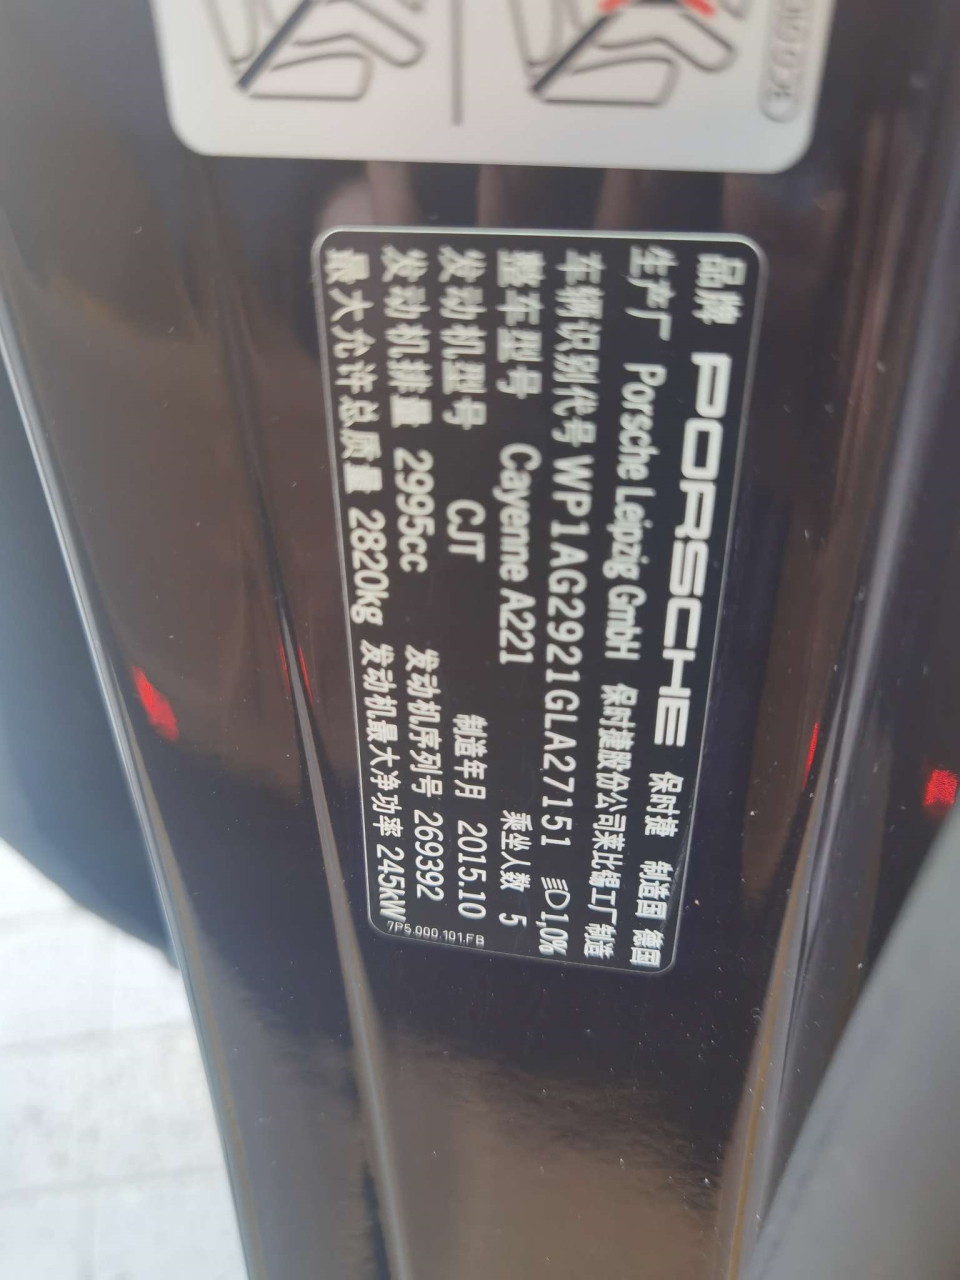 品牌 PORSCHE 保时捷 制造国 德国
生产厂 Porsche Leipzig GmbH 保时捷股份公司莱比锡工厂制造
车辆识别代号 WP1AG2921GLA27151 1,0%
整车型号 Cayenne A221 乘坐人数 5
发动机型号 CJT 制造年月 2015.10
发动机排量 2995cc 发动机序列号 269392
最大允许总质量 2820kg 发动机最大净功率 245kW
7P5.000.101.FB